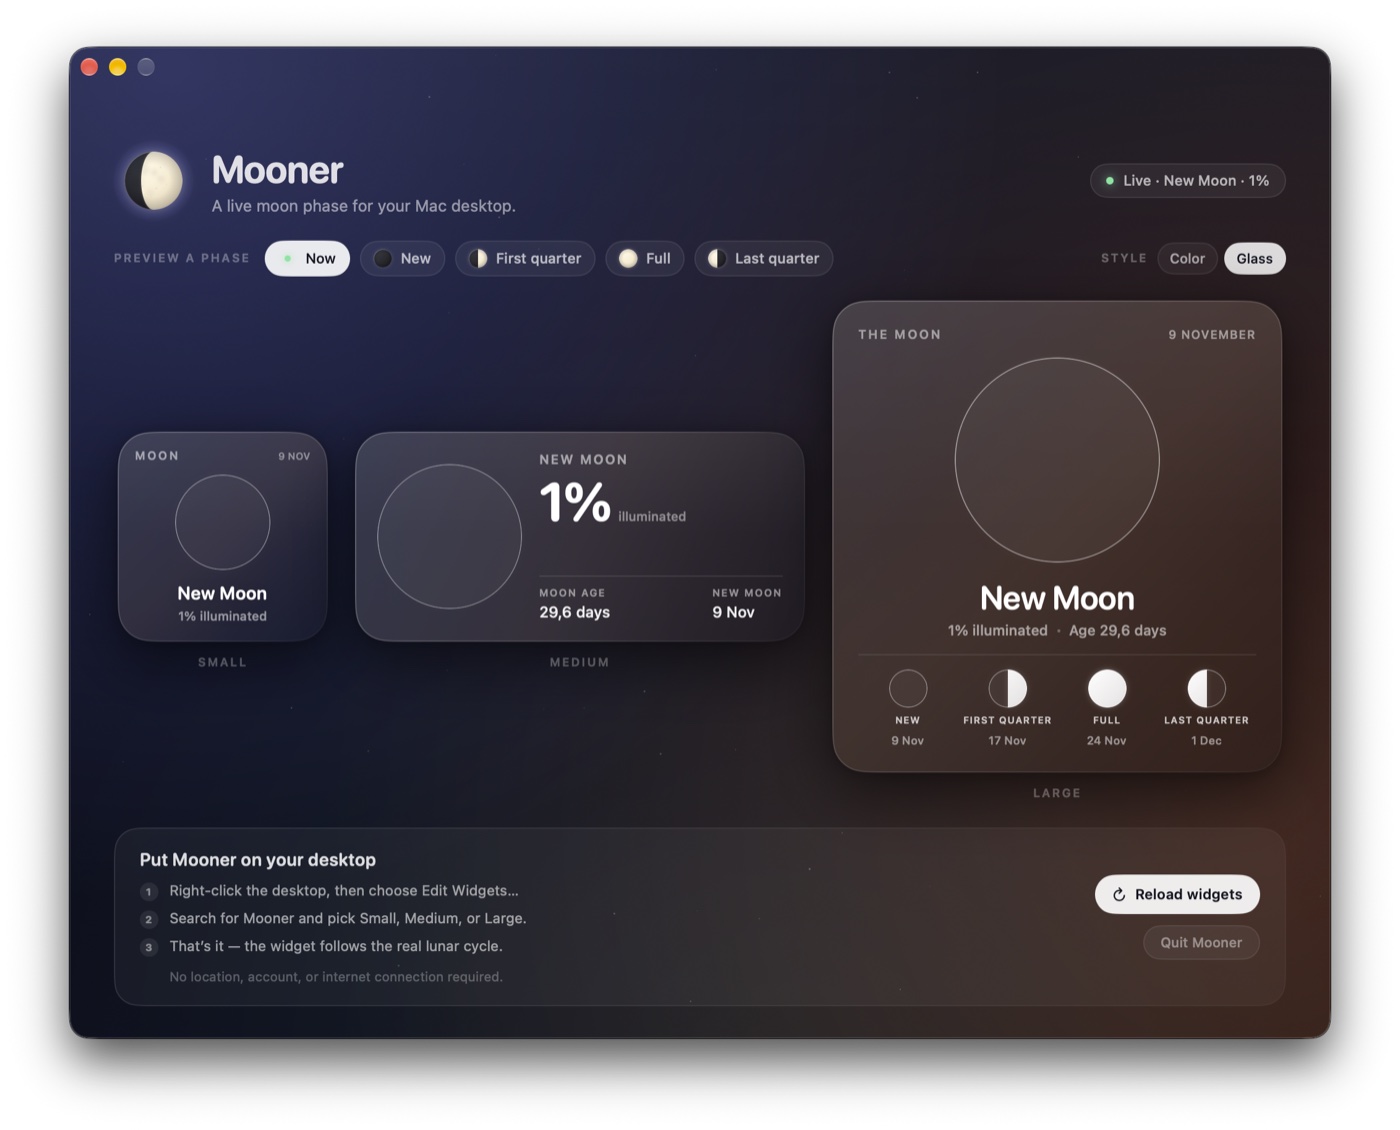 Mooner
A live moon phase for your Mac desktop.
Live · New Moon · 1%
PREVIEW A PHASE
Now
New
First quarter
Full
Last quarter
STYLE
Color
Glass
MOON
9 NOV
New Moon
1% illuminated
SMALL
NEW MOON
1% illuminated
MOON AGE
29,6 days
NEW MOON
9 Nov
MEDIUM
THE MOON
9 NOVEMBER
New Moon
1% illuminated · Age 29,6 days
NEW
9 Nov
FIRST QUARTER
17 Nov
FULL
24 Nov
LAST QUARTER
1 Dec
LARGE
Put Mooner on your desktop
1 Right-click the desktop, then choose Edit Widgets…
2 Search for Mooner and pick Small, Medium, or Large.
3 That’s it — the widget follows the real lunar cycle.
No location, account, or internet connection required.
Reload widgets
Quit Mooner